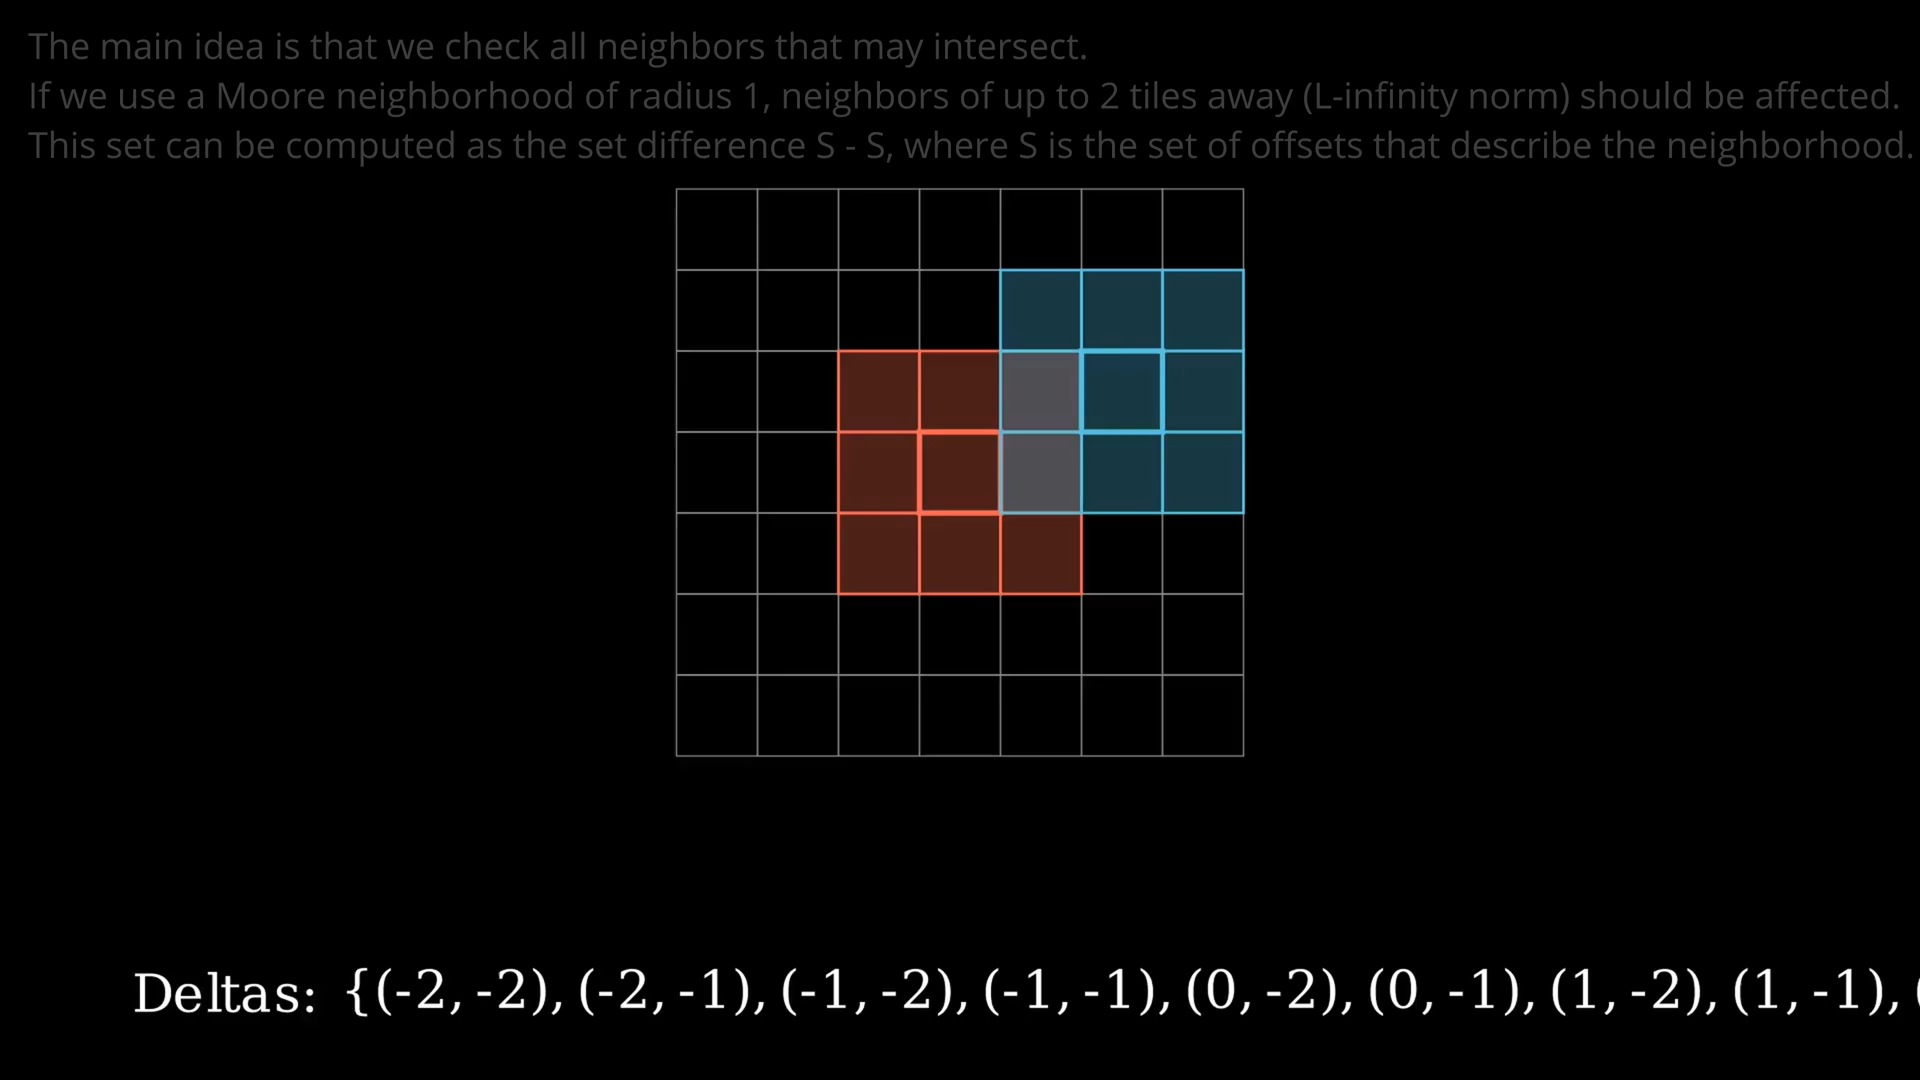 The main idea is that we check all neighbors that may intersect.
If we use a Moore neighborhood of radius 1, neighbors of up to 2 tiles away (L-infinity norm) should be affected.
This set can be computed as the set difference S - S, where S is the set of offsets that describe the neighborhood.
Deltas: {(-2, -2), (-2, -1), (-1, -2), (-1, -1), (0, -2), (0, -1), (1, -2), (1, -1), (